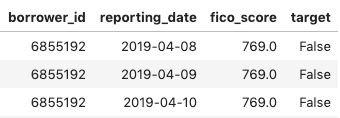 borrower_id reporting_date fico_score target
6855192 2019-04-08 769.0 False
6855192 2019-04-09 769.0 False
6855192 2019-04-10 769.0 False